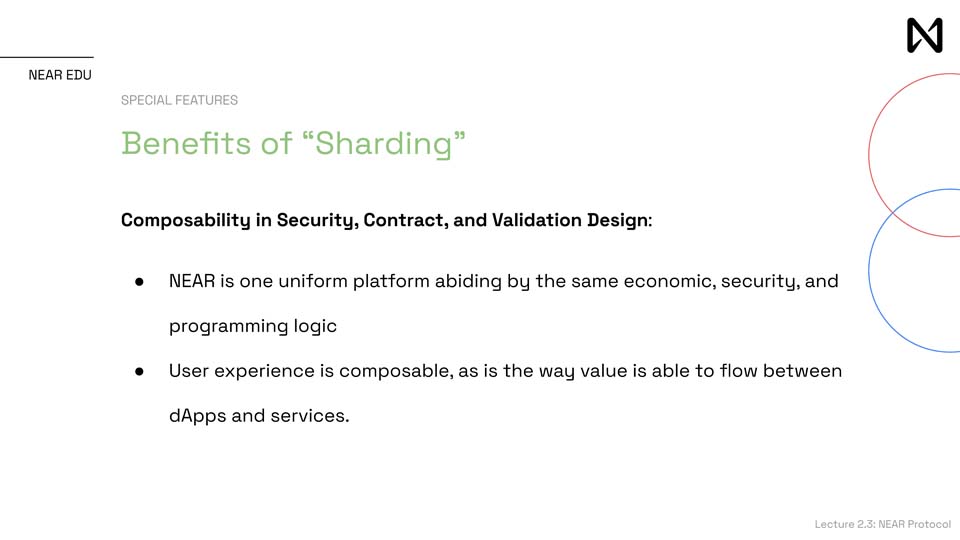 NEAR EDU
SPECIAL FEATURES
Benefits of “Sharding”
Composability in Security, Contract, and Validation Design:
● NEAR is one uniform platform abiding by the same economic, security, and
programming logic
● User experience is composable, as is the way value is able to flow between
dApps and services.
Lecture 2.3: NEAR Protocol